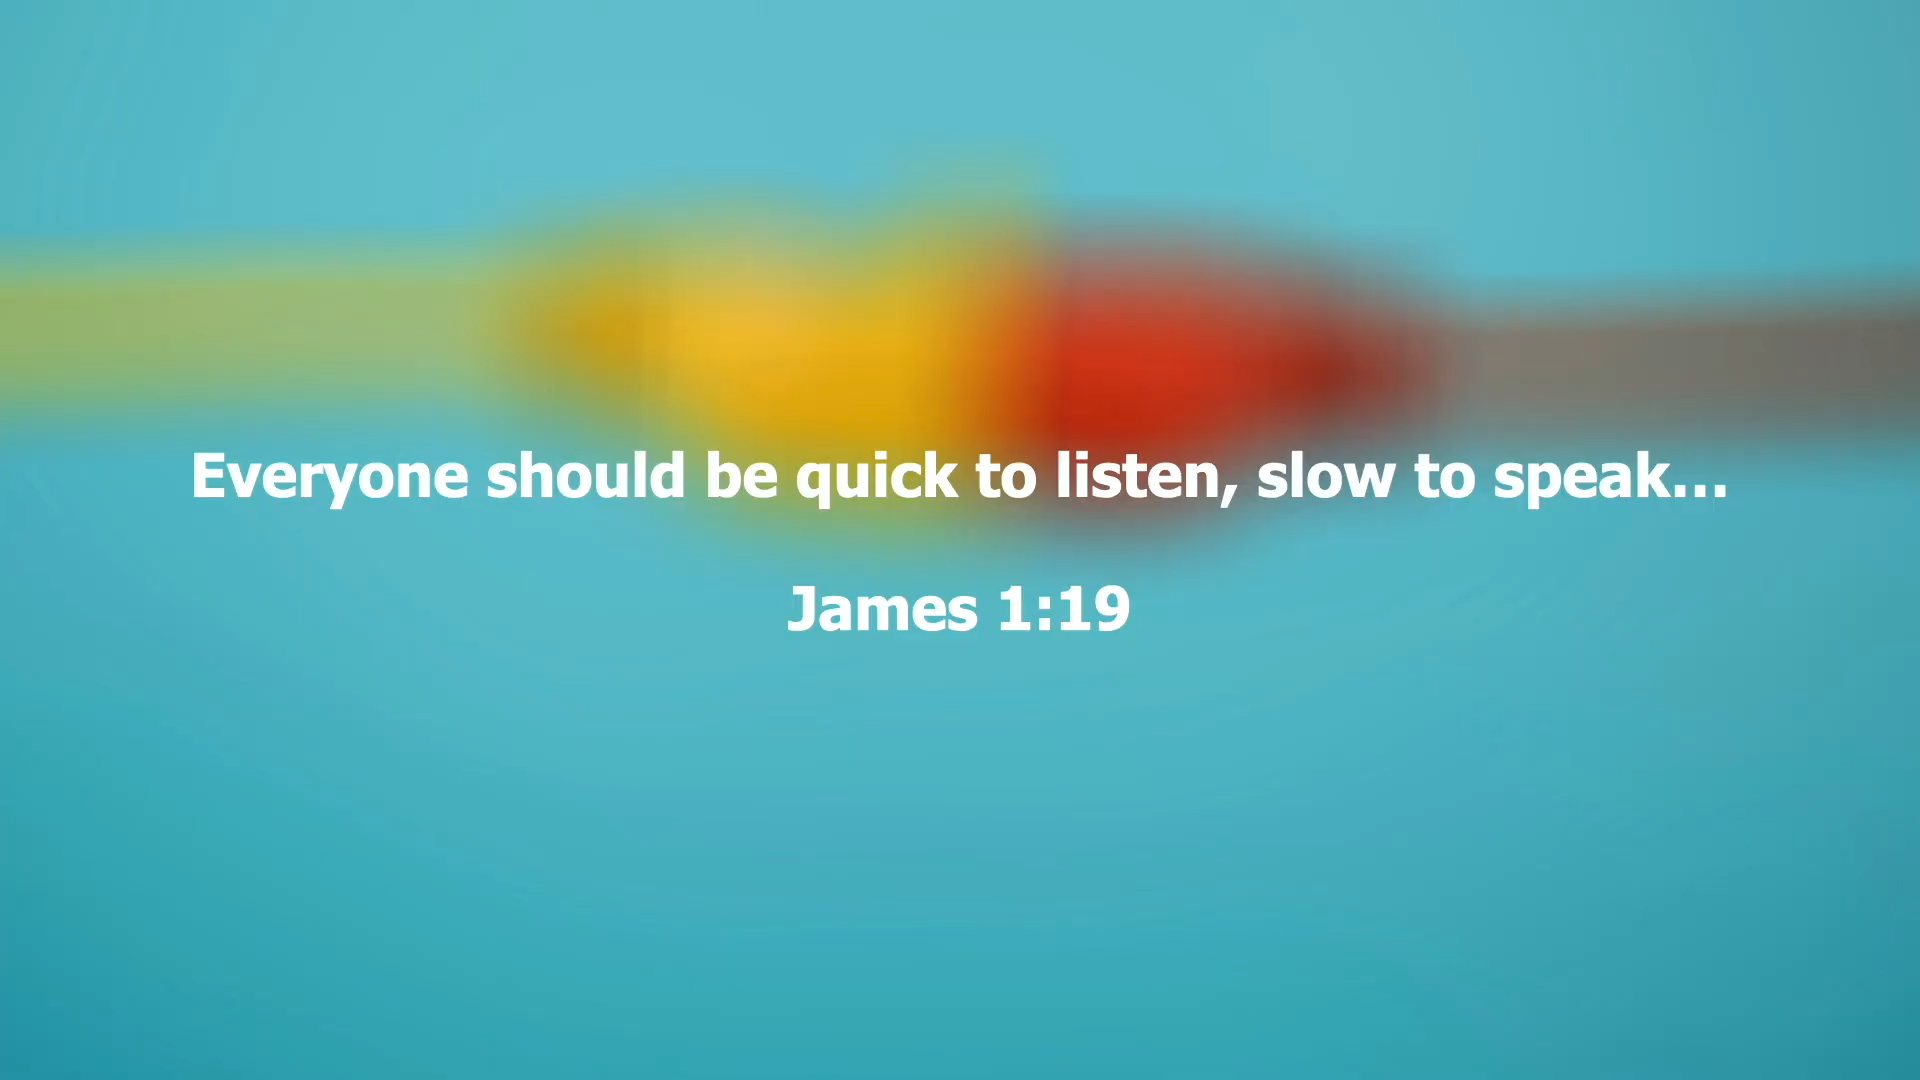 Everyone should be quick to listen, slow to speak...
James 1:19